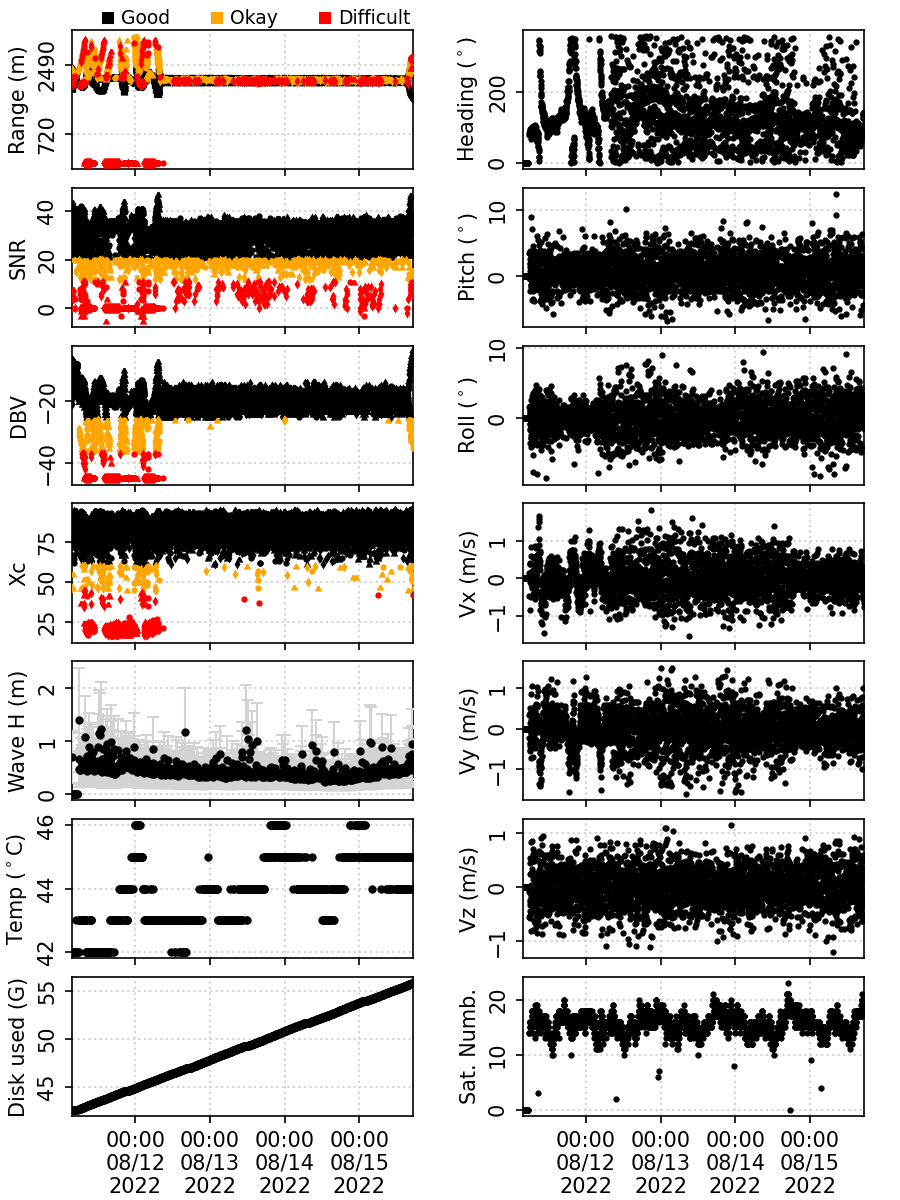 Good Okay Difficult
Range (m)
2490
720
SNR
40
20
0
DBV
−20
−40
Xc
75
50
25
Wave H (m)
2
1
0
Temp (°C)
46
44
42
Disk used (G)
55
50
45
00:00 00:00 00:00 00:00
08/12 08/13 08/14 08/15
2022 2022 2022 2022
Heading (°)
200
0
Pitch (°)
10
0
Roll (°)
10
0
Vx (m/s)
1
0
−1
Vy (m/s)
1
0
−1
Vz (m/s)
1
0
−1
Sat. Numb.
20
10
0
00:00 00:00 00:00 00:00
08/12 08/13 08/14 08/15
2022 2022 2022 2022